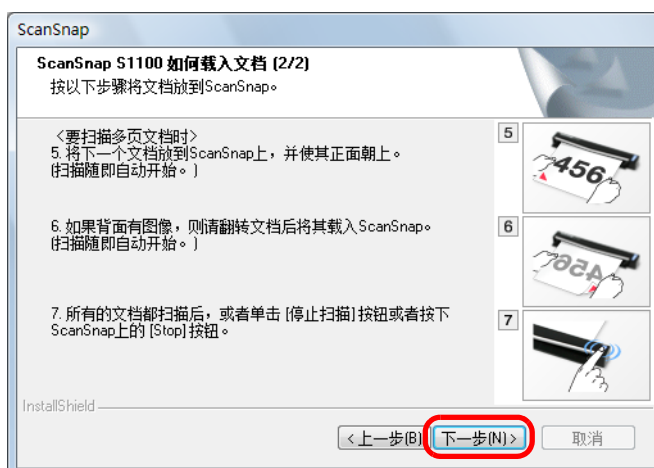 ScanSnap
ScanSnap S1100 如何载入文档 (2/2)
按以下步骤将文档放到ScanSnap。
〈要扫描多页文档时〉
5. 将下一个文档放到ScanSnap上，并使其正面朝上。
(扫描随即自动开始。)
5
456
6. 如果背面有图像，则请翻转文档后将其载入ScanSnap。
(扫描随即自动开始。)
6
456
7. 所有的文档都扫描后，或者单击 [停止扫描] 按钮或者按下
ScanSnap上的 [Stop] 按钮。
7
InstallShield
<上一步(B)
下一步(N)>
取消